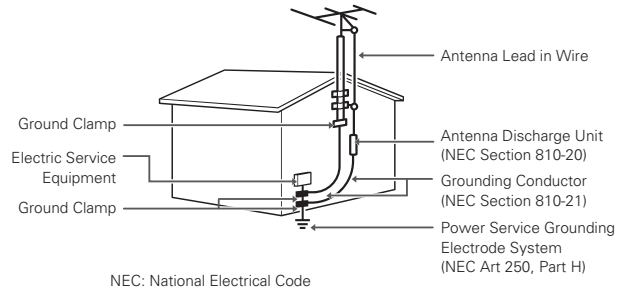 Antenna Lead in Wire
Ground Clamp
Antenna Discharge Unit
(NEC Section 810-20)
Electric Service
Equipment
Grounding Conductor
(NEC Section 810-21)
Ground Clamp
Power Service Grounding
Electrode System
(NEC Art 250, Part H)
NEC: National Electrical Code